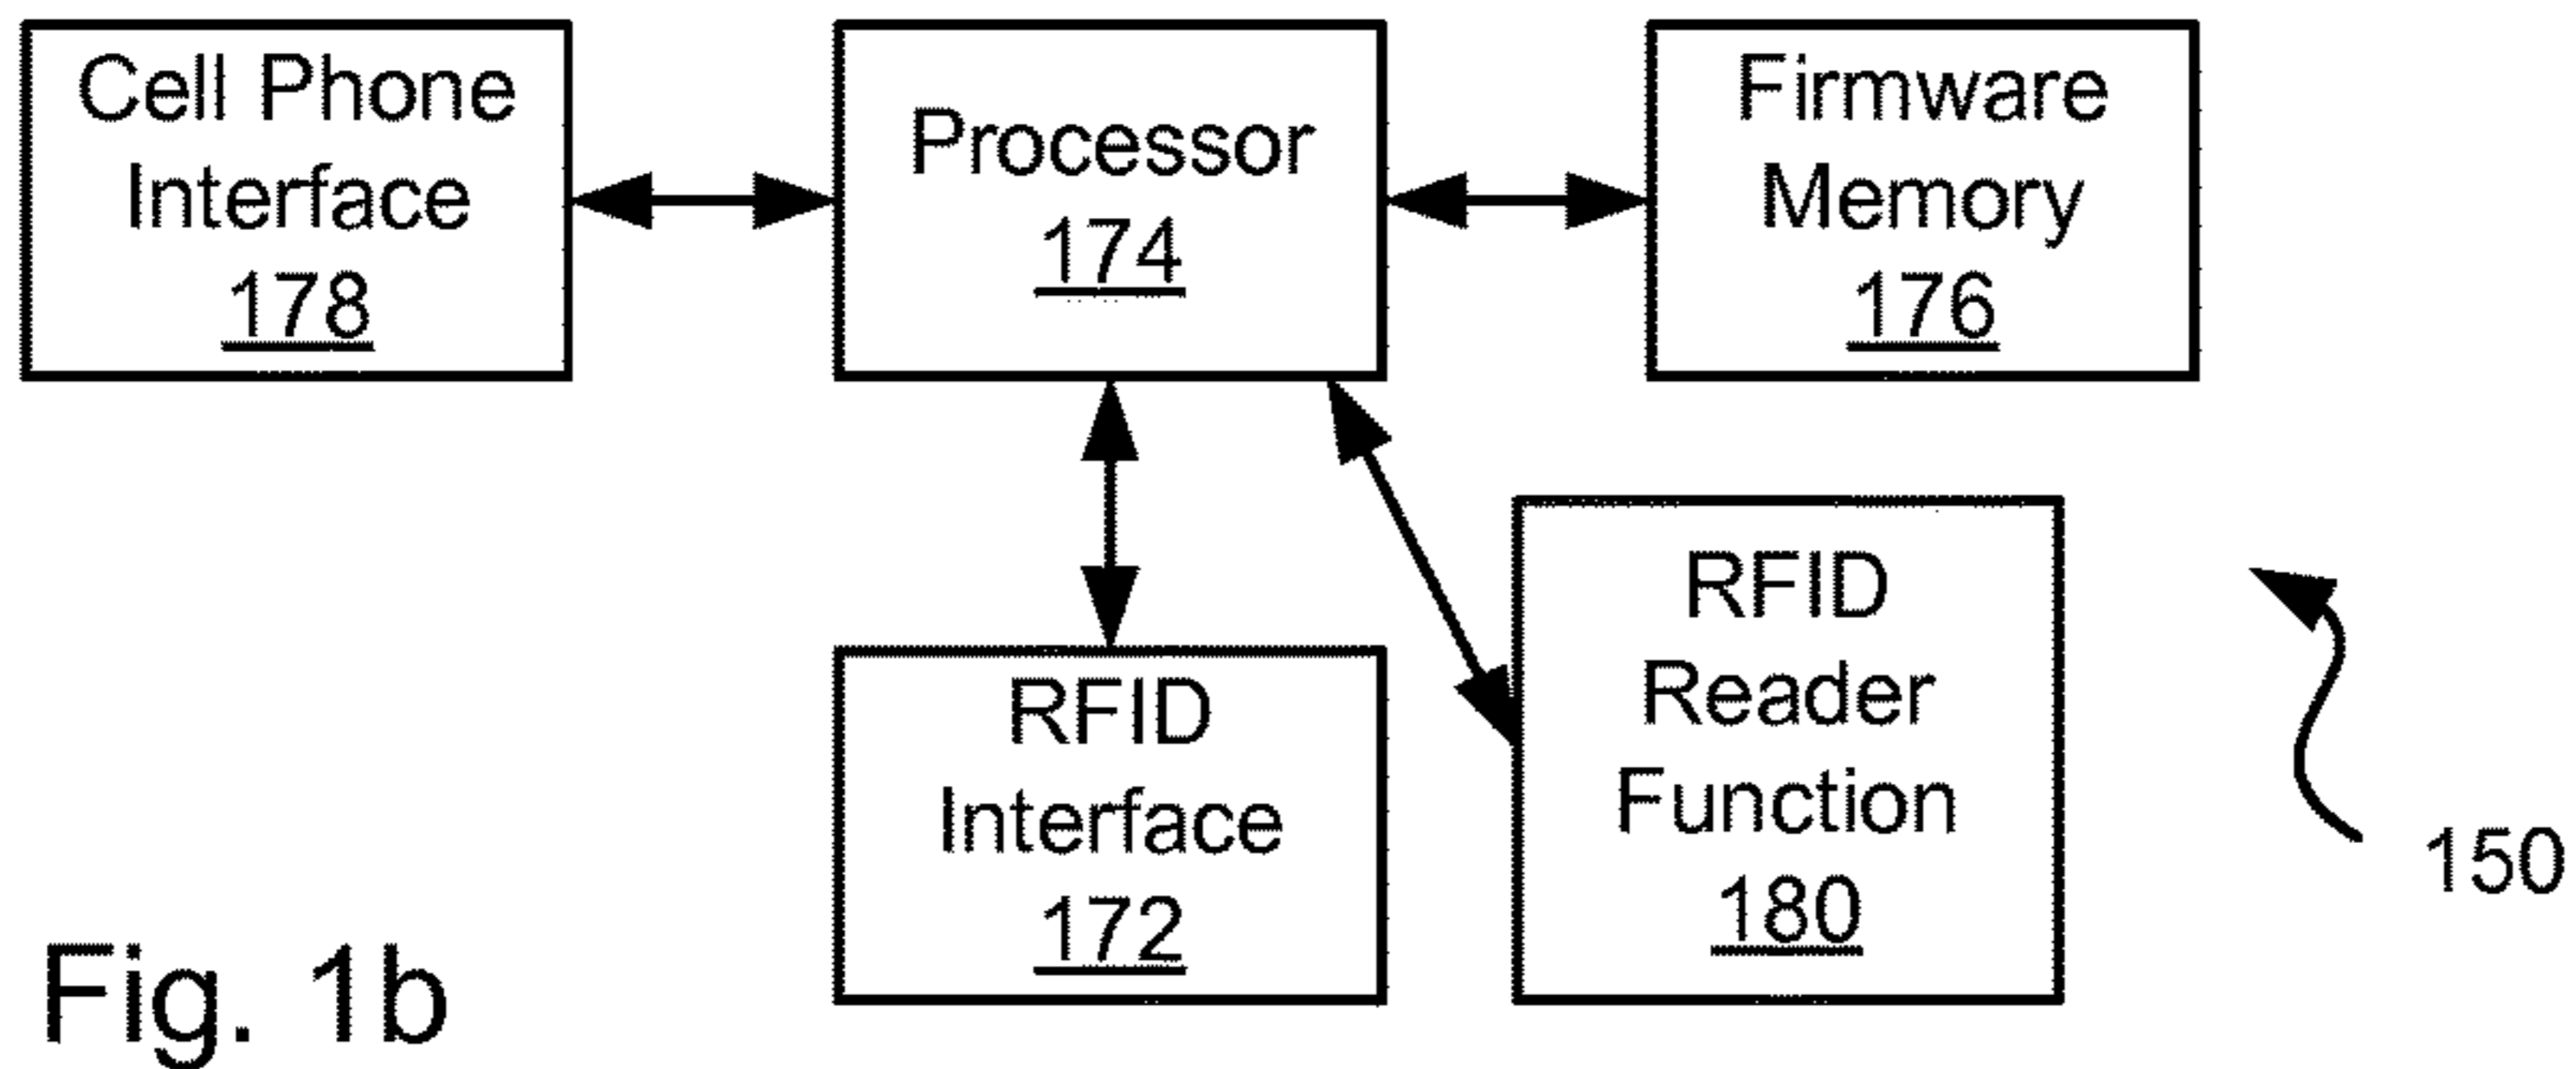 Cell Phone
Interface
178
Processor
174
Firmware
Memory
176
RFID
Interface
172
RFID
Reader
Function
180
150
Fig. 1b